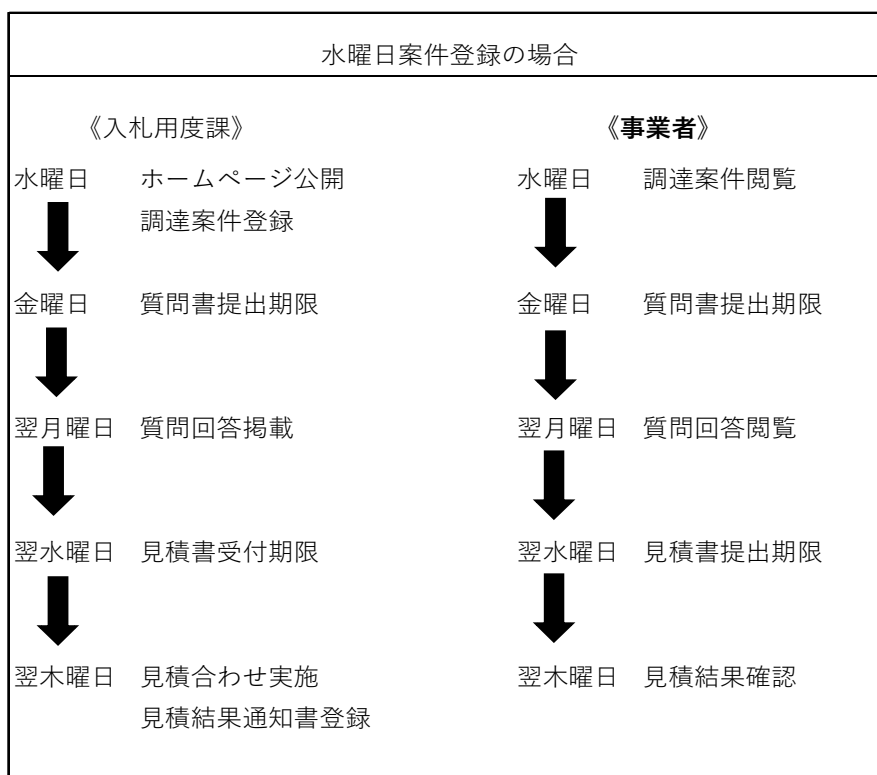 水曜日案件登録の場合
《入札用度課》 《事業者》
水曜日 ホームページ公開 水曜日 調達案件閲覧
調達案件登録
金曜日 質問書提出期限 金曜日 質問書提出期限
翌月曜日 質問回答掲載 翌月曜日 質問回答閲覧
翌水曜日 見積書受付期限 翌水曜日 見積書提出期限
翌木曜日 見積合わせ実施 翌木曜日 見積結果確認
見積結果通知書登録